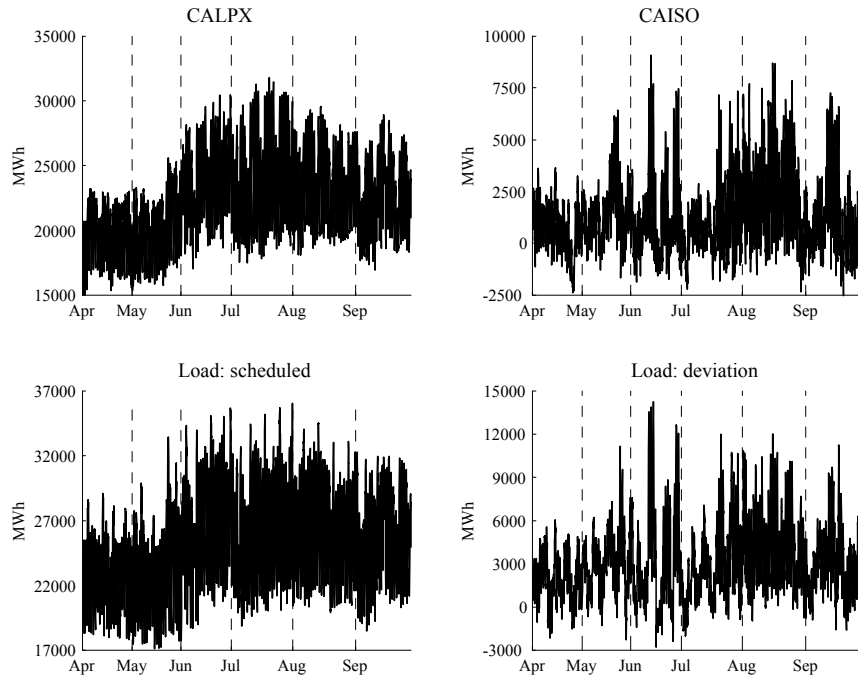 CALPX
35000
30000
25000
20000
15000
MWh
Apr May Jun Jul Aug Sep
CAISO
10000
7500
5000
2500
0
-2500
MWh
Apr May Jun Jul Aug Sep
Load: scheduled
37000
32000
27000
22000
17000
MWh
Apr May Jun Jul Aug Sep
Load: deviation
15000
12000
9000
6000
3000
0
-3000
MWh
Apr May Jun Jul Aug Sep